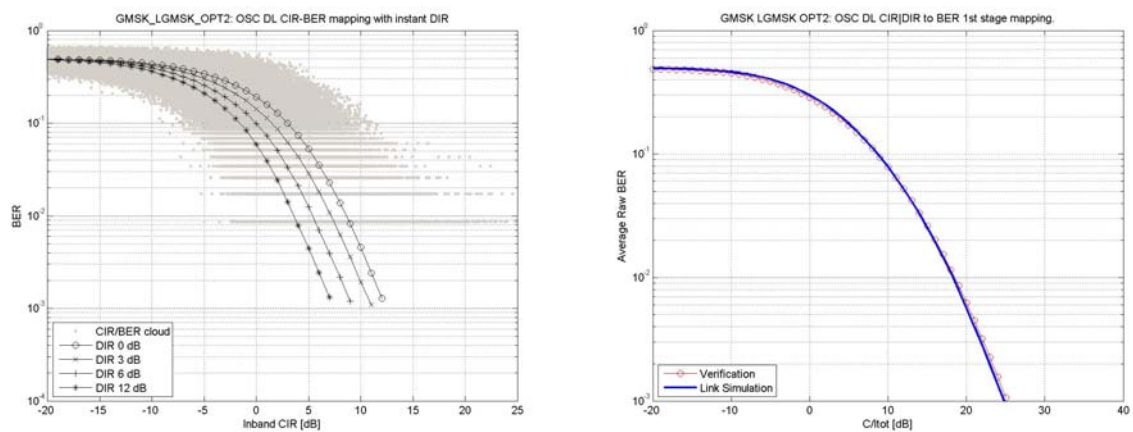 GMSK_LGMSK_OPT2: OSC DL CIR-BER mapping with instant DIR
10^0
10^-1
10^-2
10^-3
10^-4
BER
CIR/BER cloud
DIR 0 dB
DIR 3 dB
DIR 6 dB
DIR 12 dB
-20 -15 -10 -5 0 5 10 15 20 25
Inband CIR [dB]
GMSK LGMSK OPT2: OSC DL CIR|DIR to BER 1st stage mapping.
10^0
10^-1
10^-2
10^-3
Average Raw BER
Verification
Link Simulation
-20 -10 0 10 20 30 40
C/Itot [dB]